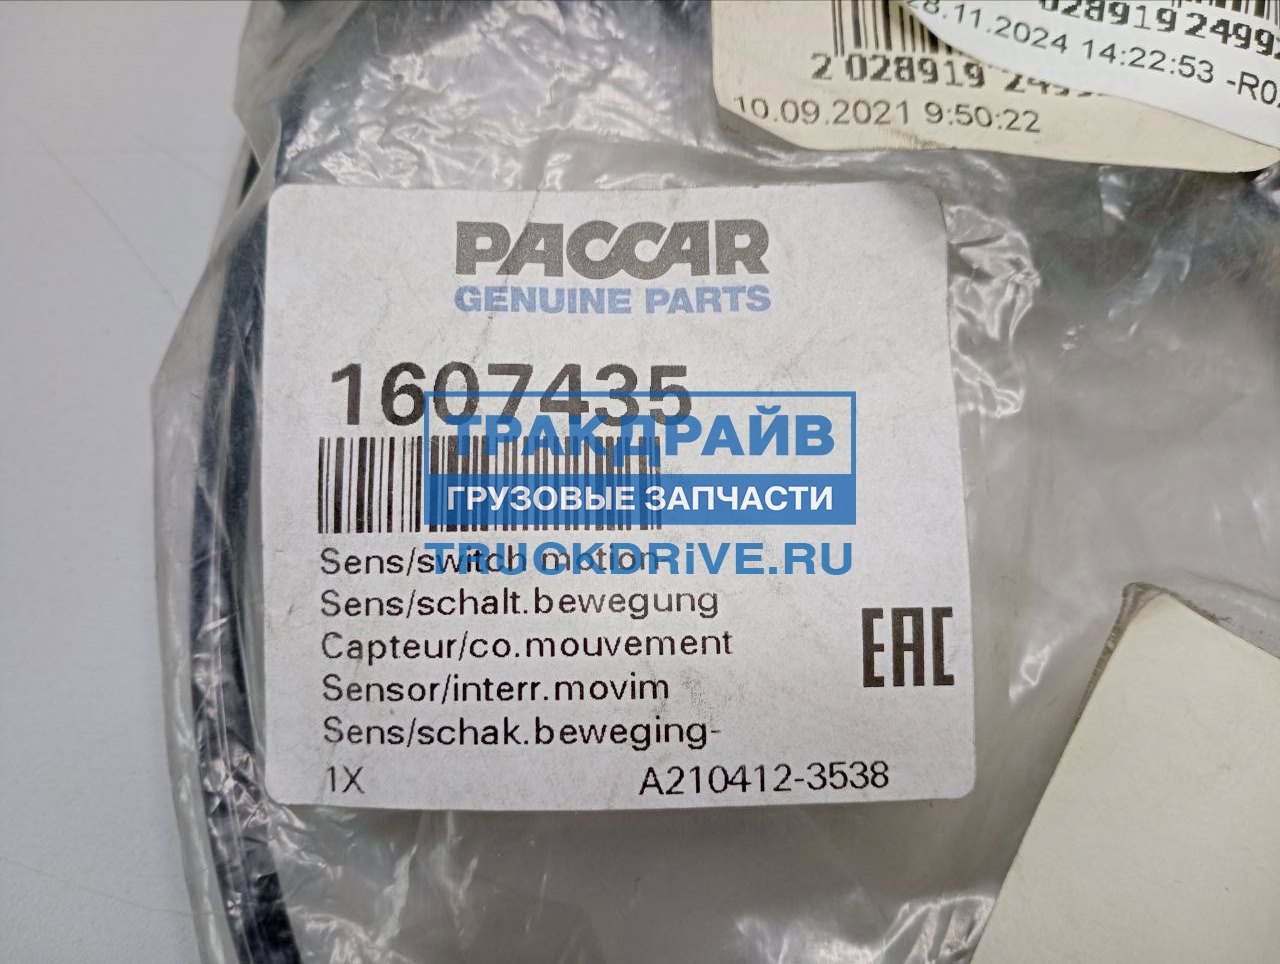 028919 2499
28.11.2024 14:22:53 -R0
2 028919
10.09.2021 9:50:22
PACCAR
GENUINE PARTS
1607435
ТРАКДРАЙВ
ГРУЗОВЫЕ ЗАПЧАСТИ
TRUCKDRiVE.RU
Sens/switch motion-
Sens/schalt.bewegung
Capteur/co.mouvement
Sensor/interr.movim
Sens/schak.beweging-
EAC
1X A210412-3538